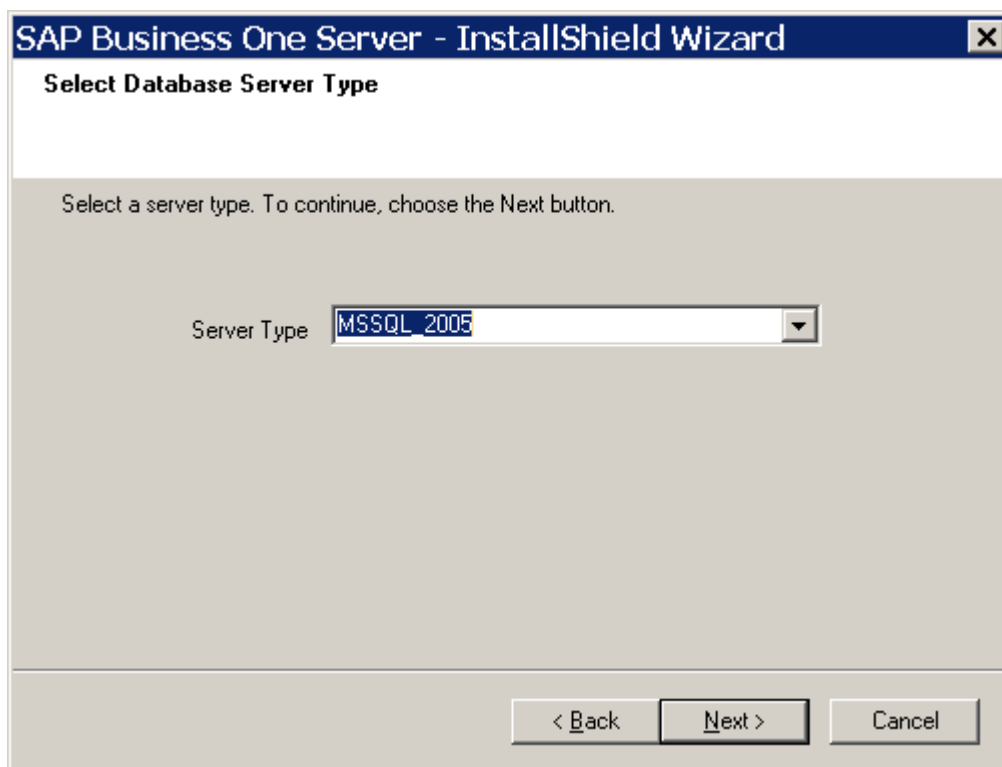 SAP Business One Server - InstallShield Wizard
Select Database Server Type
Select a server type. To continue, choose the Next button.
Server Type MSSQL_2005
< Back Next > Cancel